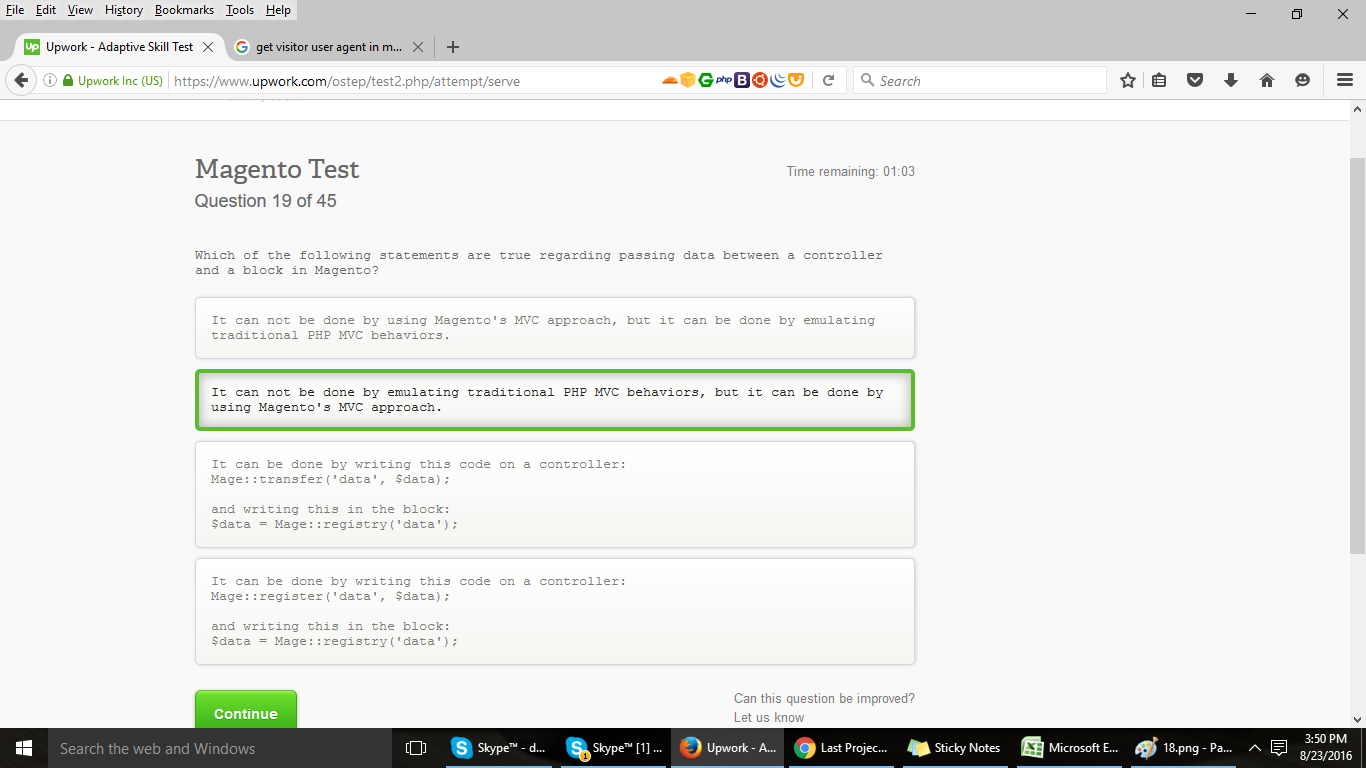 File Edit View History Bookmarks Tools Help
Upwork - Adaptive Skill Test
get visitor user agent in m...
Upwork Inc (US)
https://www.upwork.com/ostep/test2.php/attempt/serve
php
Search
Magento Test
Time remaining: 01:03
Question 19 of 45
Which of the following statements are true regarding passing data between a controller
and a block in Magento?
It can not be done by using Magento's MVC approach, but it can be done by emulating
traditional PHP MVC behaviors.
It can not be done by emulating traditional PHP MVC behaviors, but it can be done by
using Magento's MVC approach.
It can be done by writing this code on a controller:
Mage::transfer('data', $data);
and writing this in the block:
$data = Mage::registry('data');
It can be done by writing this code on a controller:
Mage::register('data', $data);
and writing this in the block:
$data = Mage::registry('data');
Continue
Can this question be improved?
Let us know
Search the web and Windows
Skype™ - d...
Skype™ [1] ...
Upwork - A...
Last Projec...
Sticky Notes
Microsoft E...
18.png - Pa...
3:50 PM
8/23/2016